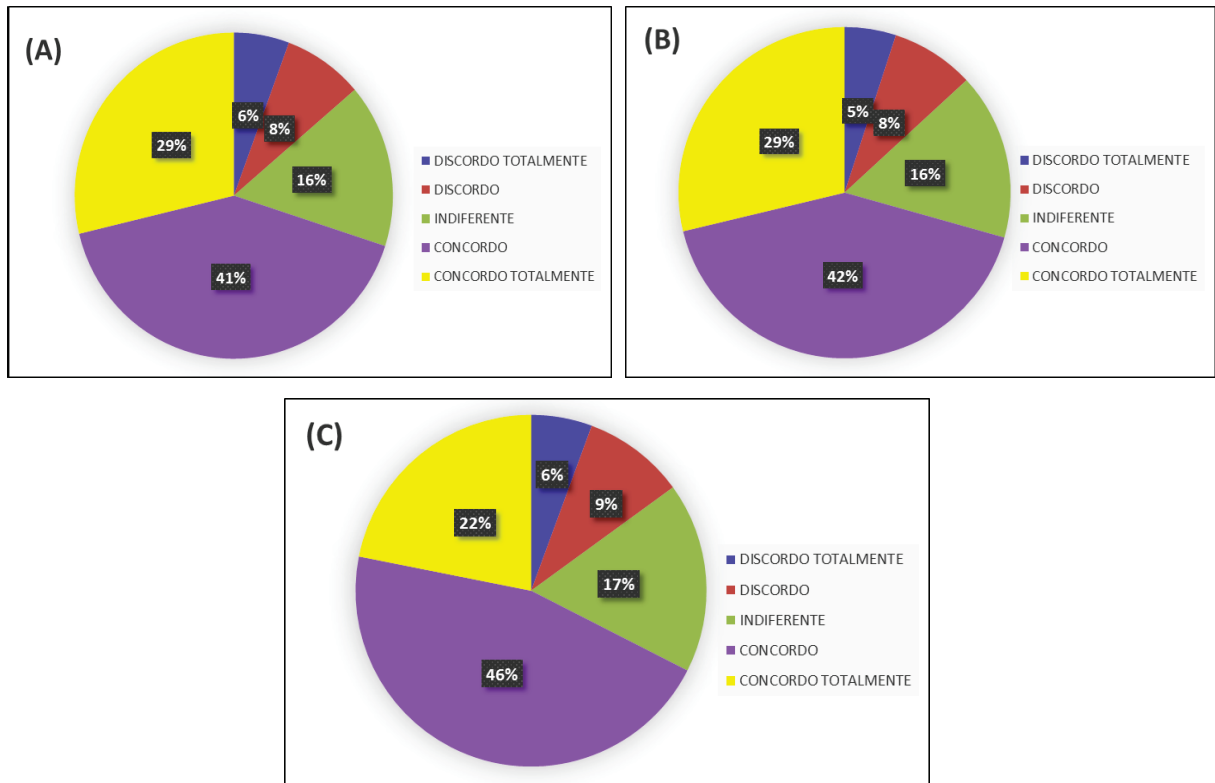 (A)
6%
8%
16%
41%
29%
DISCORDO TOTALMENTE
DISCORDO
INDIFERENTE
CONCORDO
CONCORDO TOTALMENTE
(B)
5%
8%
16%
42%
29%
DISCORDO TOTALMENTE
DISCORDO
INDIFERENTE
CONCORDO
CONCORDO TOTALMENTE
(C)
6%
9%
17%
46%
22%
DISCORDO TOTALMENTE
DISCORDO
INDIFERENTE
CONCORDO
CONCORDO TOTALMENTE